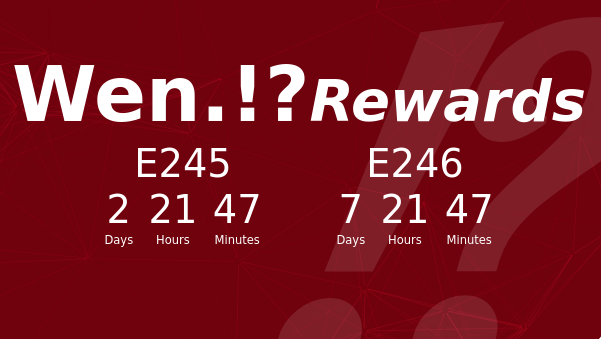 Wen.!?Rewards
E245 E246
2 21 47 7 21 47
Days Hours Minutes Days Hours Minutes
!?